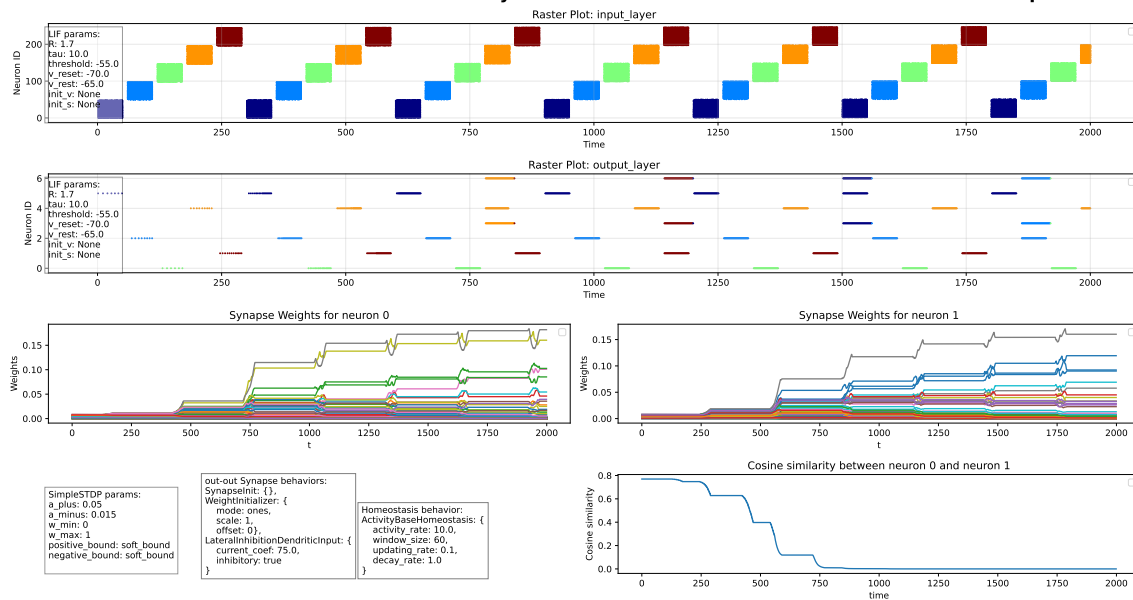 Raster Plot: input_layer
Neuron ID
200
100
0
LIF params:
R: 1.7
tau: 10.0
threshold: -55.0
v_reset: -70.0
v_rest: -65.0
init_v: None
init_s: None
0 250 500 750 1000 1250 1500 1750 2000
Time
Raster Plot: output_layer
Neuron ID
6
4
2
0
LIF params:
R: 1.7
tau: 10.0
threshold: -55.0
v_reset: -70.0
v_rest: -65.0
init_v: None
init_s: None
0 250 500 750 1000 1250 1500 1750 2000
Time
Synapse Weights for neuron 0
Weights
0.15
0.10
0.05
0.00
0 250 500 750 1000 1250 1500 1750 2000
t
Synapse Weights for neuron 1
Weights
0.15
0.10
0.05
0.00
0 250 500 750 1000 1250 1500 1750 2000
t
SimpleSTDP params:
a_plus: 0.05
a_minus: 0.015
w_min: 0
w_max: 1
positive_bound: soft_bound
negative_bound: soft_bound
out-out Synapse behaviors:
SynapseInit: {},
WeightInitializer: {
mode: ones,
scale: 1,
offset: 0},
LateralInhibitionDendriticInput: {
current_coef: 75.0,
inhibitory: true
}
Homeostasis behavior:
ActivityBaseHomeostasis: {
activity_rate: 10.0,
window_size: 60,
updating_rate: 0.1,
decay_rate: 1.0
}
Cosine similarity between neuron 0 and neuron 1
Cosine similarity
0.8
0.6
0.4
0.2
0.0
0 250 500 750 1000 1250 1500 1750 2000
time